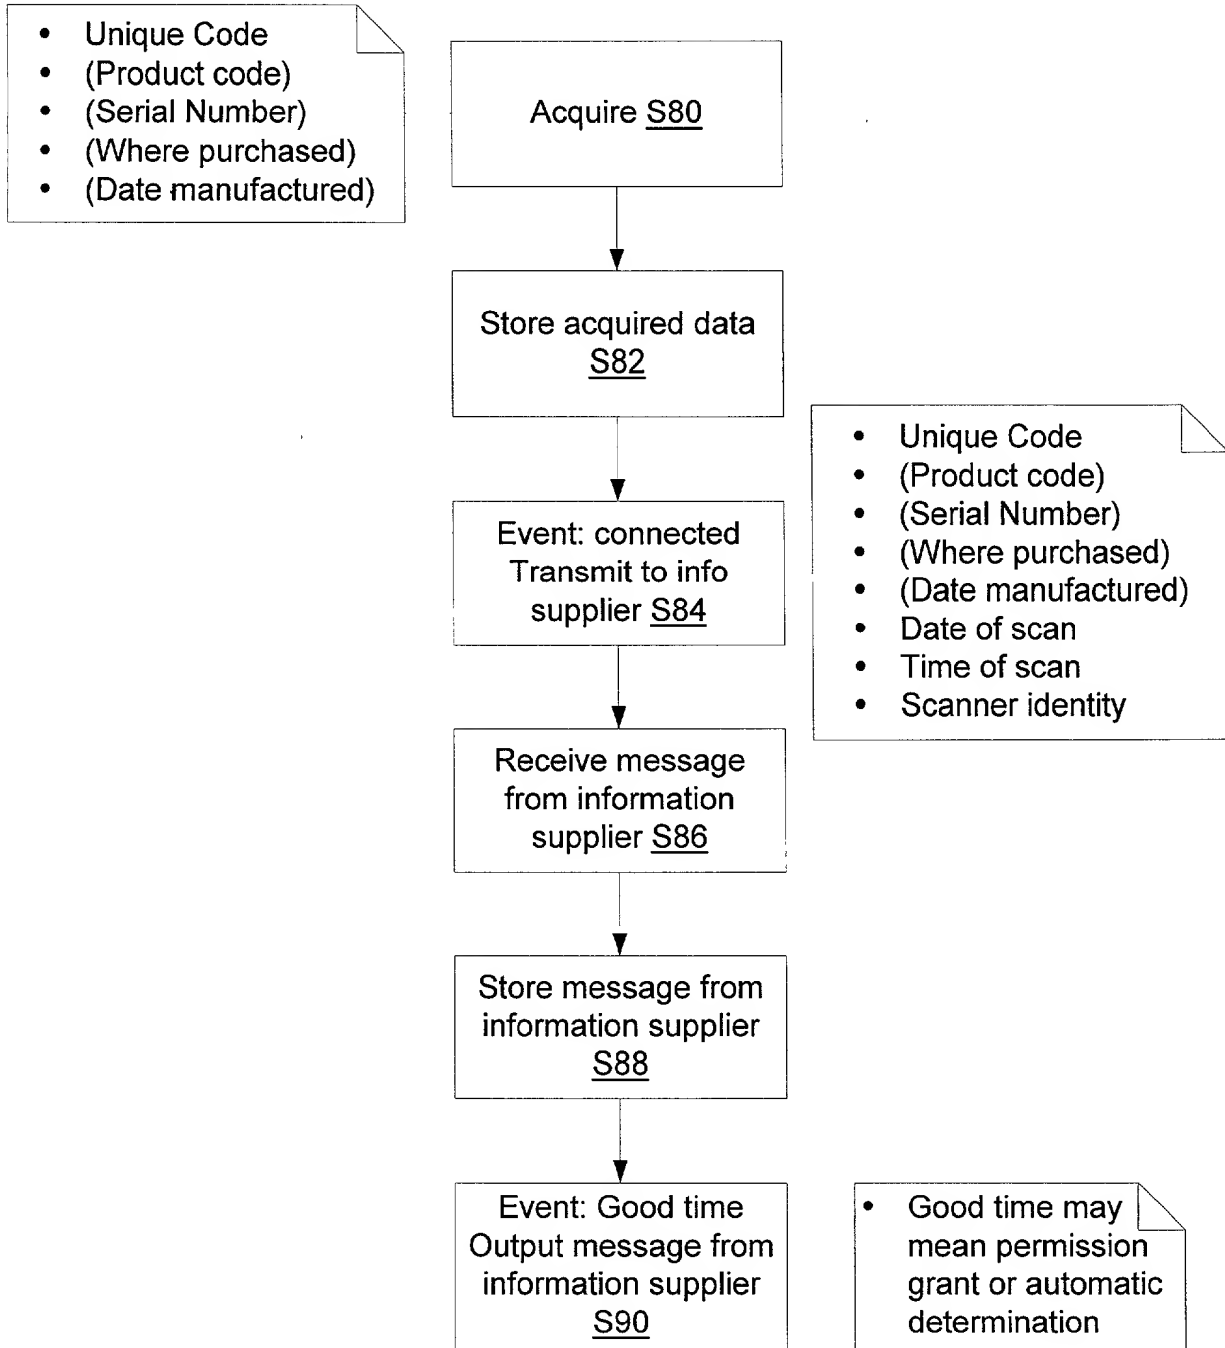 • Unique Code
• (Product code)
• (Serial Number)
• (Where purchased)
• (Date manufactured)
Acquire S80
Store acquired data
S82
Event: connected
Transmit to info
supplier S84
• Unique Code
• (Product code)
• (Serial Number)
• (Where purchased)
• (Date manufactured)
• Date of scan
• Time of scan
• Scanner identity
Receive message
from information
supplier S86
Store message from
information supplier
S88
Event: Good time
Output message from
information supplier
S90
• Good time may
mean permission
grant or automatic
determination